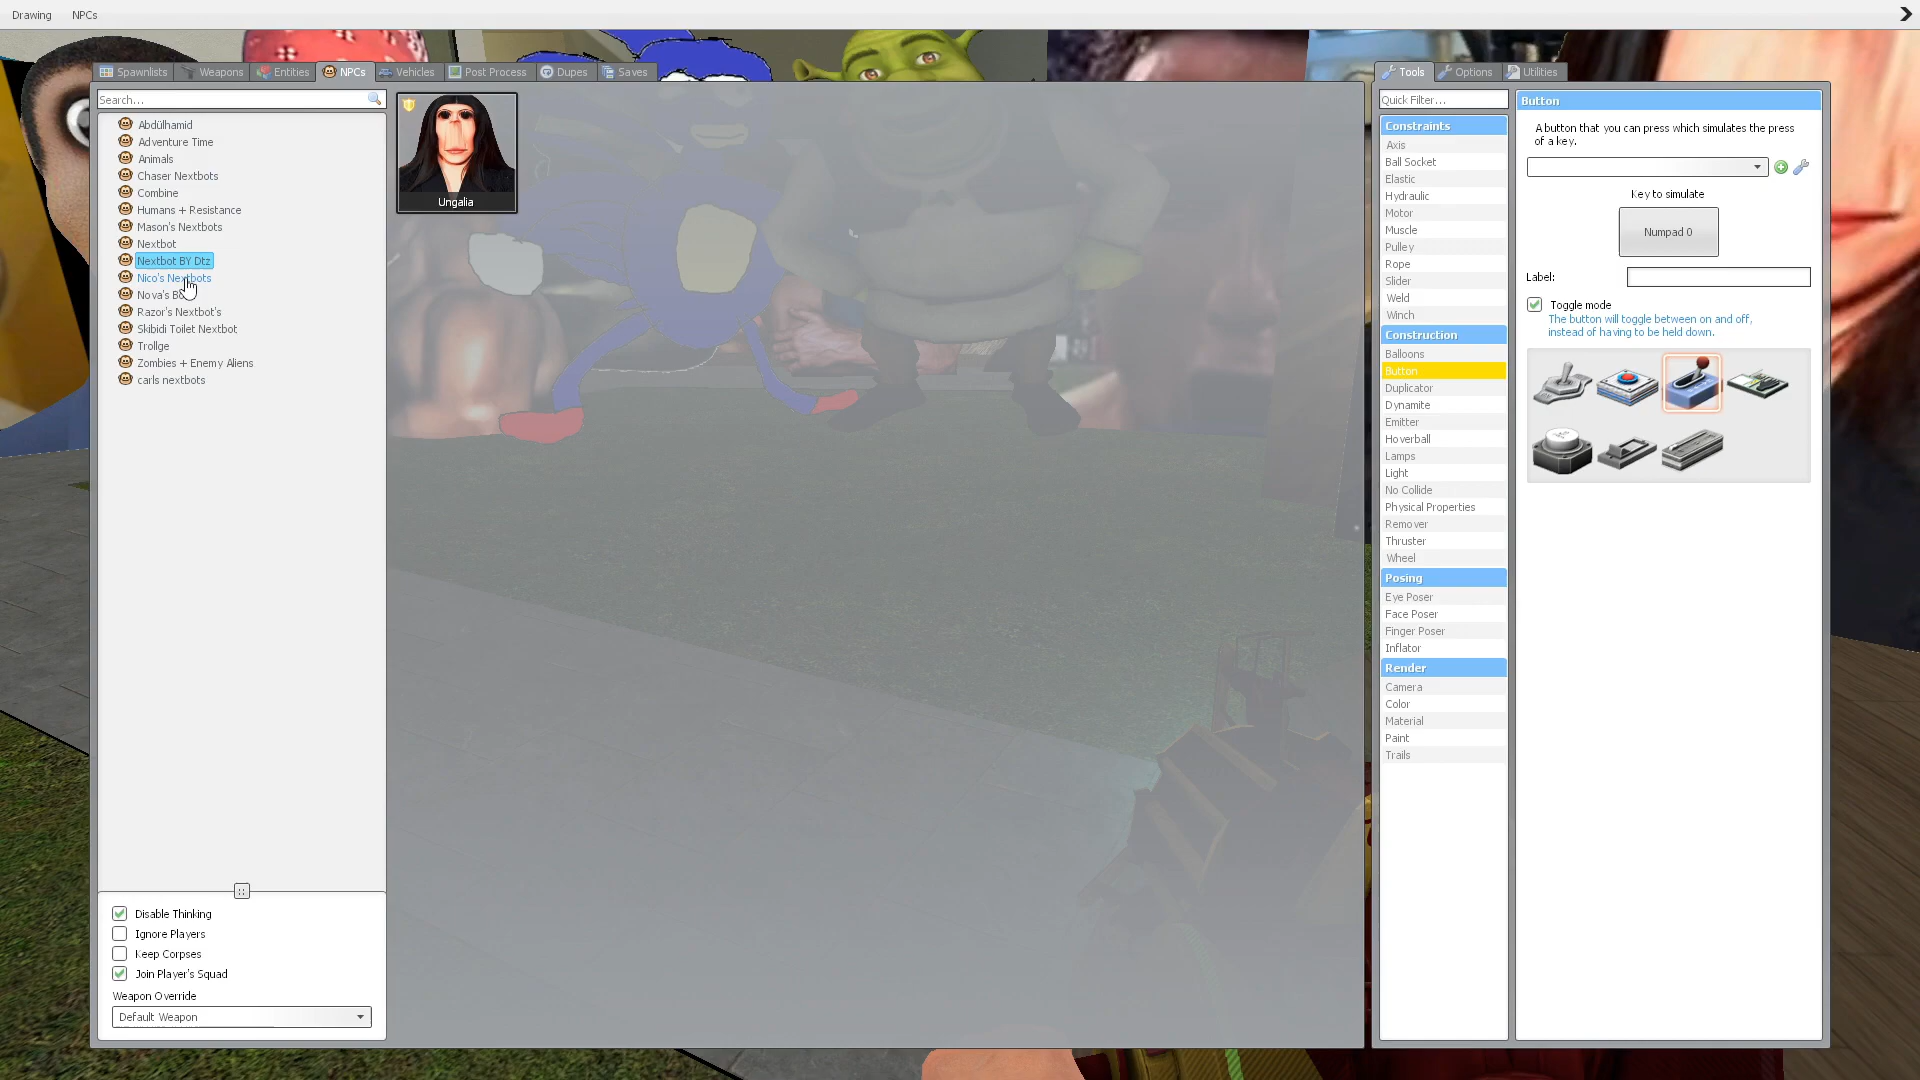 Drawing NPCs
Spawnlists Weapons Entities NPCs Vehicles Post Process Dupes Saves
Tools Options Utilities
Search...
Abdülhamid
Adventure Time
Animals
Chaser Nextbots
Combine
Humans + Resistance
Mason's Nextbots
Nextbot
Nextbot BY Dtz
Nico's Nextbots
Nova's
Razor's Nextbot's
Skibidi Toilet Nextbot
Trollge
Zombies + Enemy Aliens
carls nextbots
Disable Thinking
Ignore Players
Keep Corpses
Join Player's Squad
Weapon Override
Default Weapon
Ungalia
Quick Filter...
Constraints
Axis
Ball Socket
Elastic
Hydraulic
Motor
Muscle
Pulley
Rope
Slider
Weld
Winch
Construction
Balloons
Button
Duplicator
Dynamite
Emitter
Hoverball
Lamps
Light
No Collide
Physical Properties
Remover
Thruster
Wheel
Posing
Eye Poser
Face Poser
Finger Poser
Inflator
Render
Camera
Color
Material
Paint
Trails
Button
A button that you can press which simulates the press
of a key.
Key to simulate
Numpad 0
Label:
Toggle mode
The button will toggle between on and off,
instead of having to be held down.